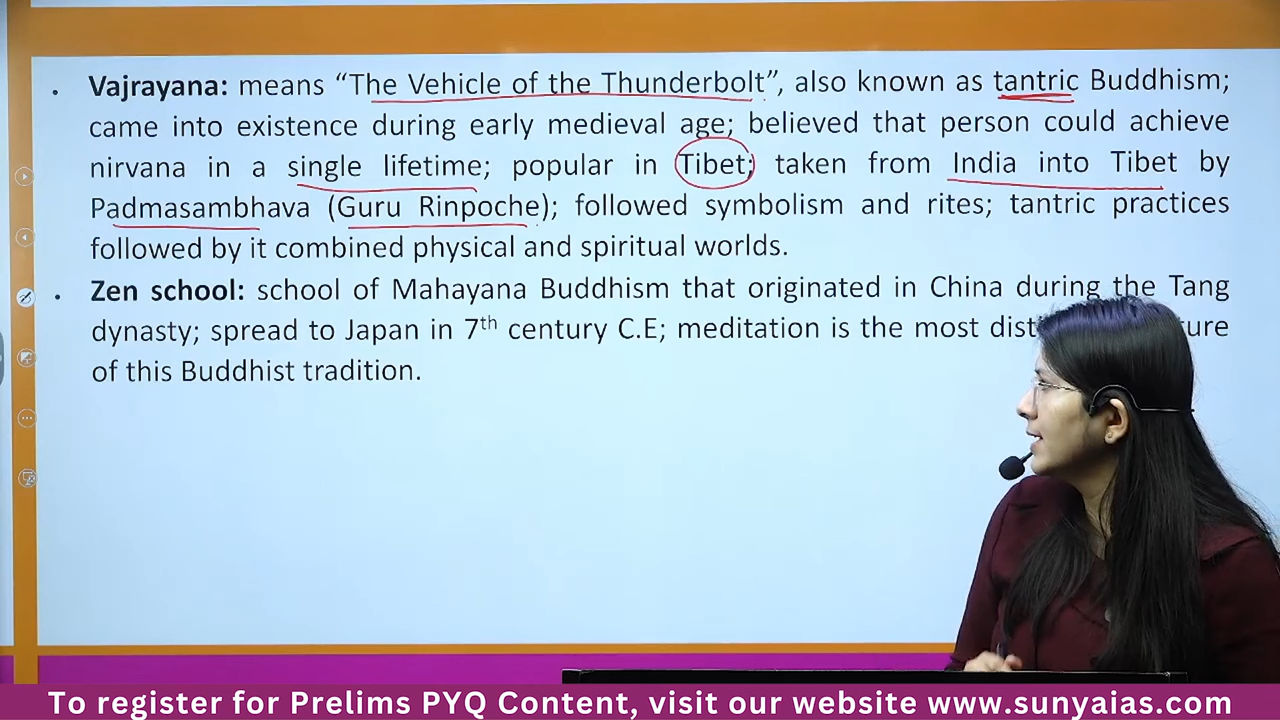 • Vajrayana: means “The Vehicle of the Thunderbolt”, also known as tantric Buddhism;
came into existence during early medieval age; believed that person could achieve
nirvana in a single lifetime; popular in Tibet; taken from India into Tibet by
Padmasambhava (Guru Rinpoche); followed symbolism and rites; tantric practices
followed by it combined physical and spiritual worlds.
• Zen school: school of Mahayana Buddhism that originated in China during the Tang
dynasty; spread to Japan in 7th century C.E; meditation is the most
of this Buddhist tradition.
To register for Prelims PYQ Content, visit our website www.sunyaias.com